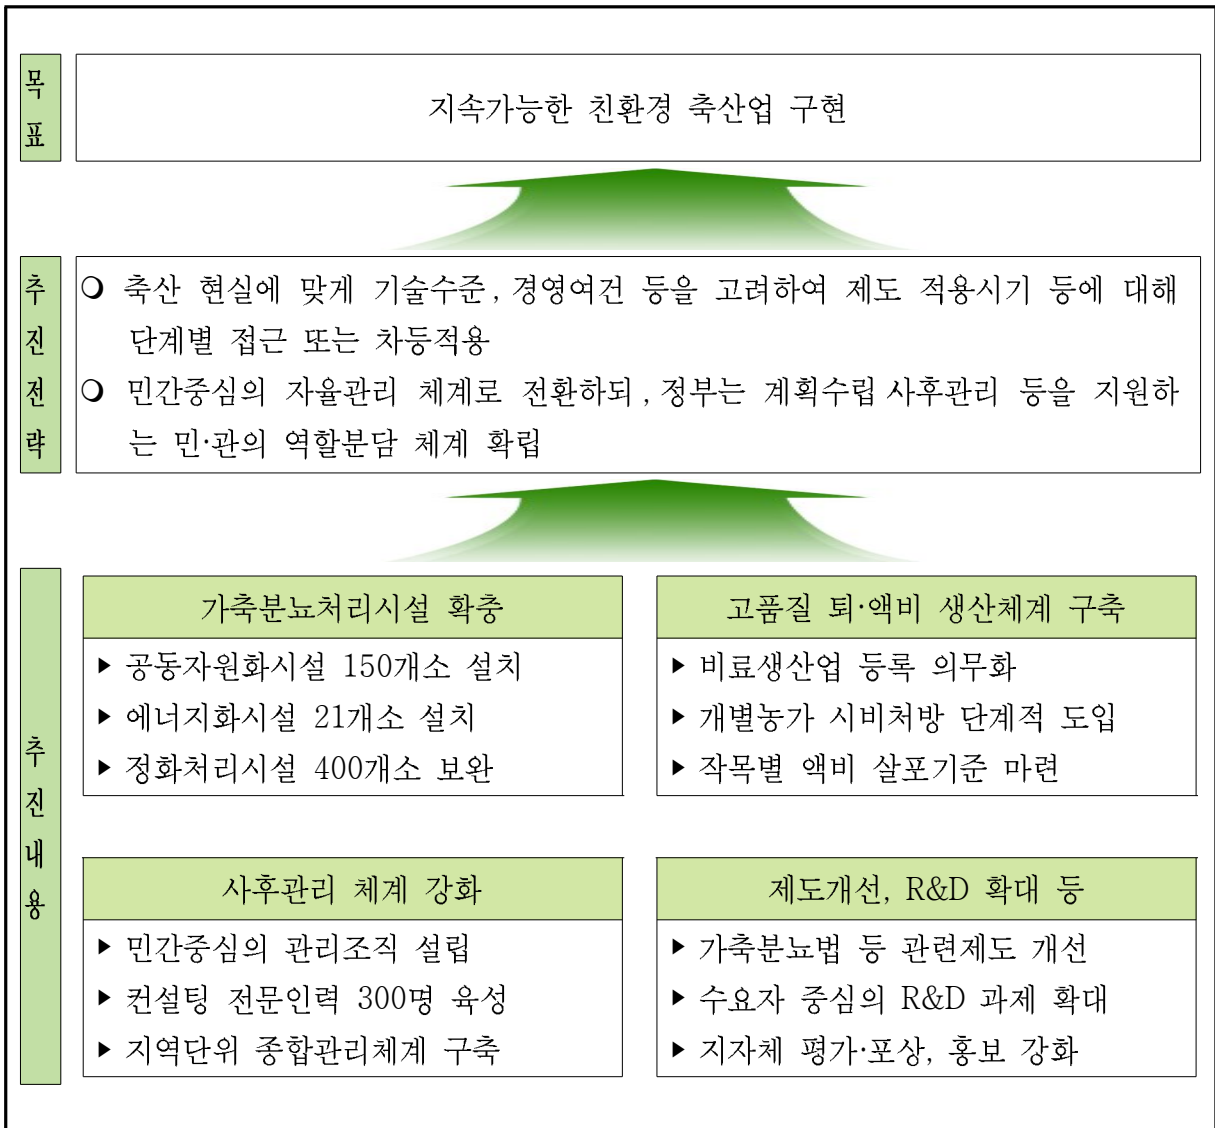 목표
지속가능한 친환경 축산업 구현
추진전략
❍ 축산 현실에 맞게 기술수준, 경영여건 등을 고려하여 제도 적용시기 등에 대해
단계별 접근 또는 차등적용
❍ 민간중심의 자율관리 체계로 전환하되, 정부는 계획수립 사후관리 등을 지원하
는 민·관의 역할분담 체계 확립
추진내용
가축분뇨처리시설 확충
▶ 공동자원화시설 150개소 설치
▶ 에너지화시설 21개소 설치
▶ 정화처리시설 400개소 보완
고품질 퇴·액비 생산체계 구축
▶ 비료생산업 등록 의무화
▶ 개별농가 시비처방 단계적 도입
▶ 작목별 액비 살포기준 마련
사후관리 체계 강화
▶ 민간중심의 관리조직 설립
▶ 컨설팅 전문인력 300명 육성
▶ 지역단위 종합관리체계 구축
제도개선, R&D 확대 등
▶ 가축분뇨법 등 관련제도 개선
▶ 수요자 중심의 R&D 과제 확대
▶ 지자체 평가·포상, 홍보 강화